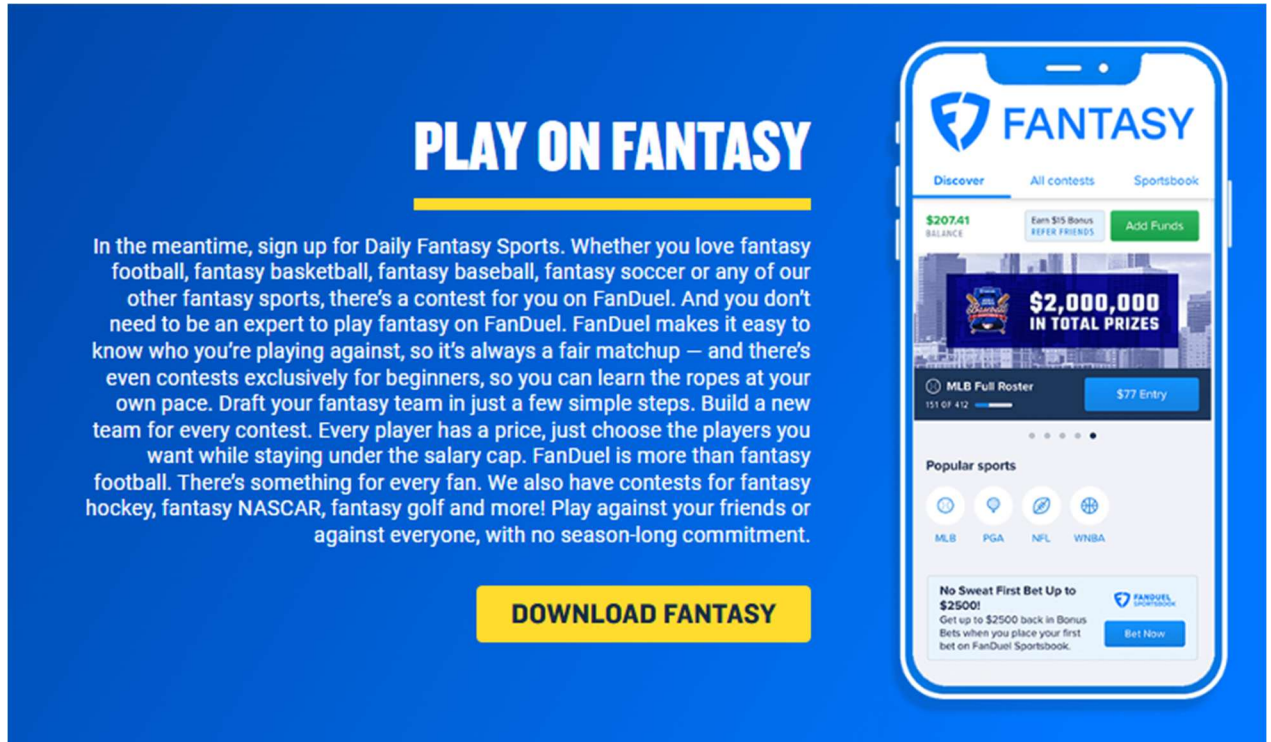 PLAY ON FANTASY
In the meantime, sign up for Daily Fantasy Sports. Whether you love fantasy
football, fantasy basketball, fantasy baseball, fantasy soccer or any of our
other fantasy sports, there’s a contest for you on FanDuel. And you don’t
need to be an expert to play fantasy on FanDuel. FanDuel makes it easy to
know who you’re playing against, so it’s always a fair matchup — and there’s
even contests exclusively for beginners, so you can learn the ropes at your
own pace. Draft your fantasy team in just a few simple steps. Build a new
team for every contest. Every player has a price, just choose the players you
want while staying under the salary cap. FanDuel is more than fantasy
football. There’s something for every fan. We also have contests for fantasy
hockey, fantasy NASCAR, fantasy golf and more! Play against your friends or
against everyone, with no season-long commitment.
DOWNLOAD FANTASY
FANTASY
Discover All contests Sportsbook
$207.41
BALANCE
Earn $15 Bonus
REFER FRIENDS
Add Funds
Baseball
$2,000,000
IN TOTAL PRIZES
MLB Full Roster
151 OF 412
$77 Entry
Popular sports
MLB PGA NFL WNBA
No Sweat First Bet Up to
$2500!
Get up to $2500 back in Bonus
Bets when you place your first
bet on FanDuel Sportsbook.
FANDUEL
SPORTSBOOK
Bet Now